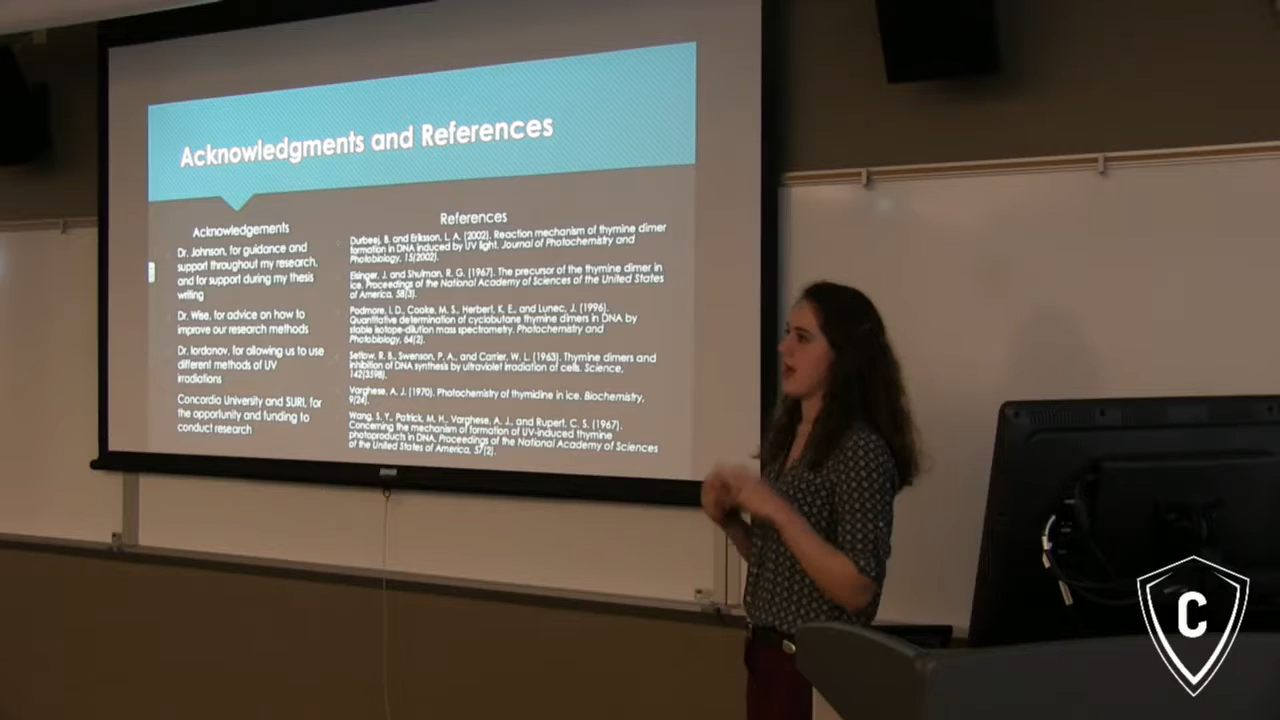 Acknowledgments and References
Acknowledgements
Dr. Johnson, for guidance and
support throughout my research,
and for support during my thesis
writing
Dr. Wise, for advice on how to
improve our research methods
Dr. Iordanov, for allowing us to use
different methods of UV
irradiations
Concordia University and SURI, for
the opportunity and funding to
conduct research
References
Durbeej, B. and Eriksson, L. A. (2002). Reaction mechanism of thymine dimer
formation in DNA induced by UV light. Journal of Photochemistry and
Photobiology, 15(2002).
Eisinger, J. and Shulman, R. G. (1967). The precursor of the thymine dimer in
ice. Proceedings of the National Academy of Sciences of the United States
of America, 58(3).
Podmore, I. D., Cooke, M. S., Herbert, K. E., and Lunec, J. (1996).
Quantitative determination of cyclobutane thymine dimers in DNA by
stable isotope-dilution mass spectrometry. Photochemistry and
Photobiology, 64(2).
Setlow, R. B., Swenson, P. A., and Carrier, W. L. (1963). Thymine dimers and
inhibition of DNA synthesis by ultraviolet irradiation of cells. Science,
142(3598).
Varghese, A. J. (1970). Photochemistry of thymidine in ice. Biochemistry,
9(24).
Wang, S. Y., Patrick, M. H., Varghese, A. J., and Rupert, C. S. (1967).
Concerning the mechanism of formation of UV-induced thymine
photoproducts in DNA. Proceedings of the National Academy of Sciences
of the United States of America, 57(2).
C